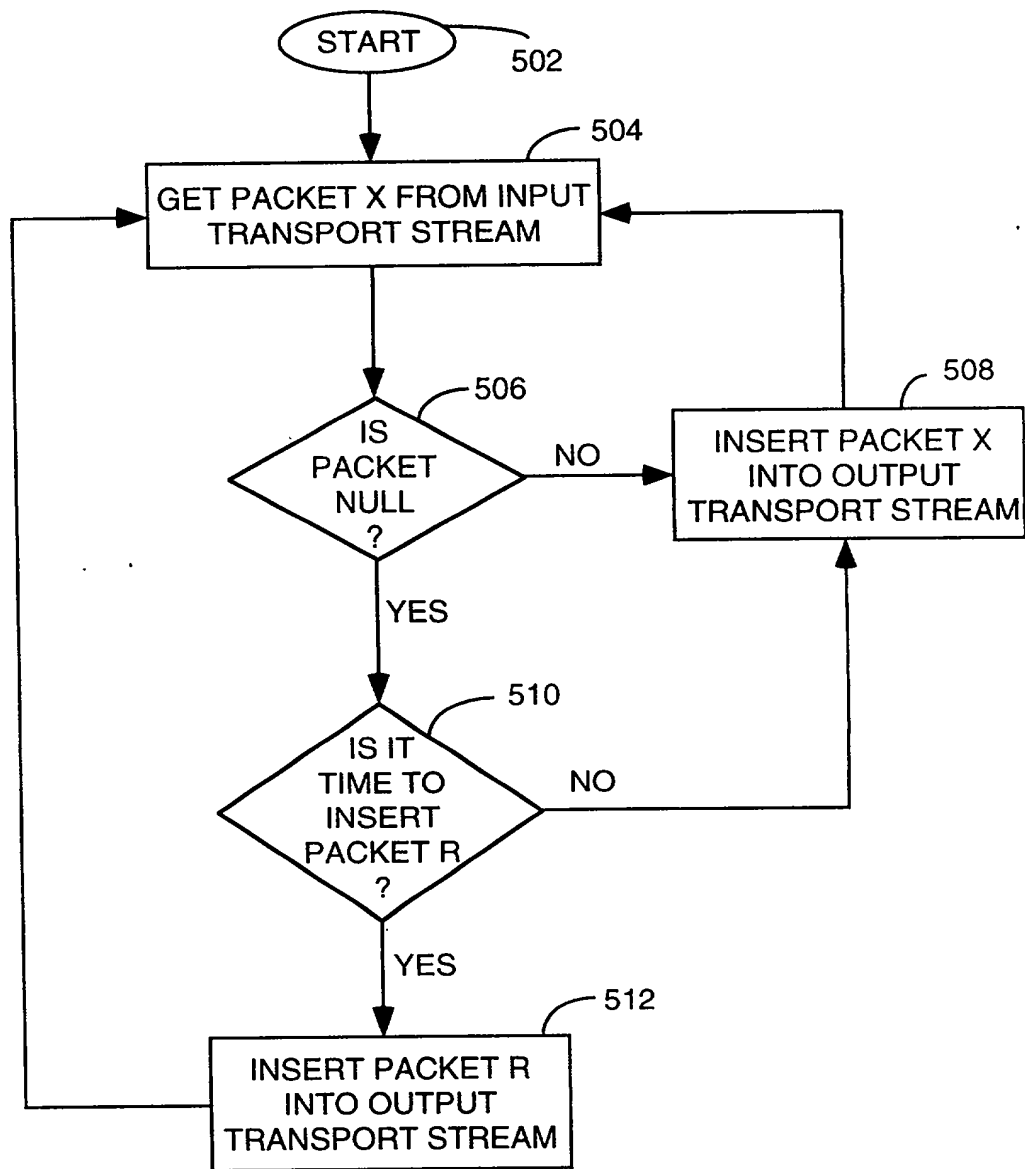 START
502
504
GET PACKET X FROM INPUT
TRANSPORT STREAM
506
IS
PACKET
NULL
?
NO
508
INSERT PACKET X
INTO OUTPUT
TRANSPORT STREAM
YES
510
IS IT
TIME TO
INSERT
PACKET R
?
NO
YES
512
INSERT PACKET R
INTO OUTPUT
TRANSPORT STREAM